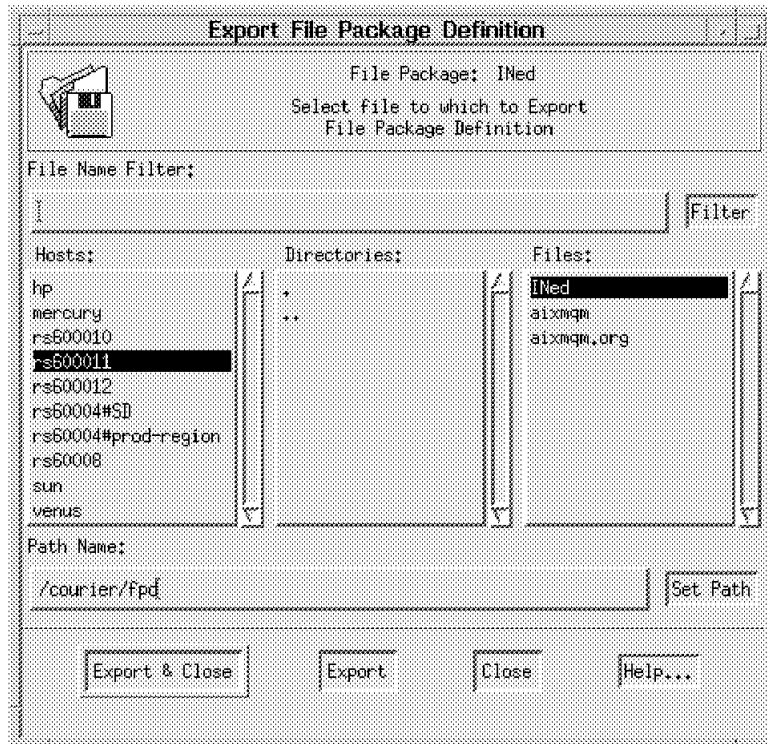 Export File Package Definition
File Package: INed
Select file to which to Export
File Package Definition
File Name Filter:
Filter
Hosts:
hp
mercury
rs600010
rs600011
rs600012
rs60004#SD
rs60004#prod-region
rs60008
sun
venus
Directories:
.
..
Files:
INed
aixmqm
aixmqm.org
Path Name:
/courier/fpd
Set Path
Export & Close
Export
Close
Help...